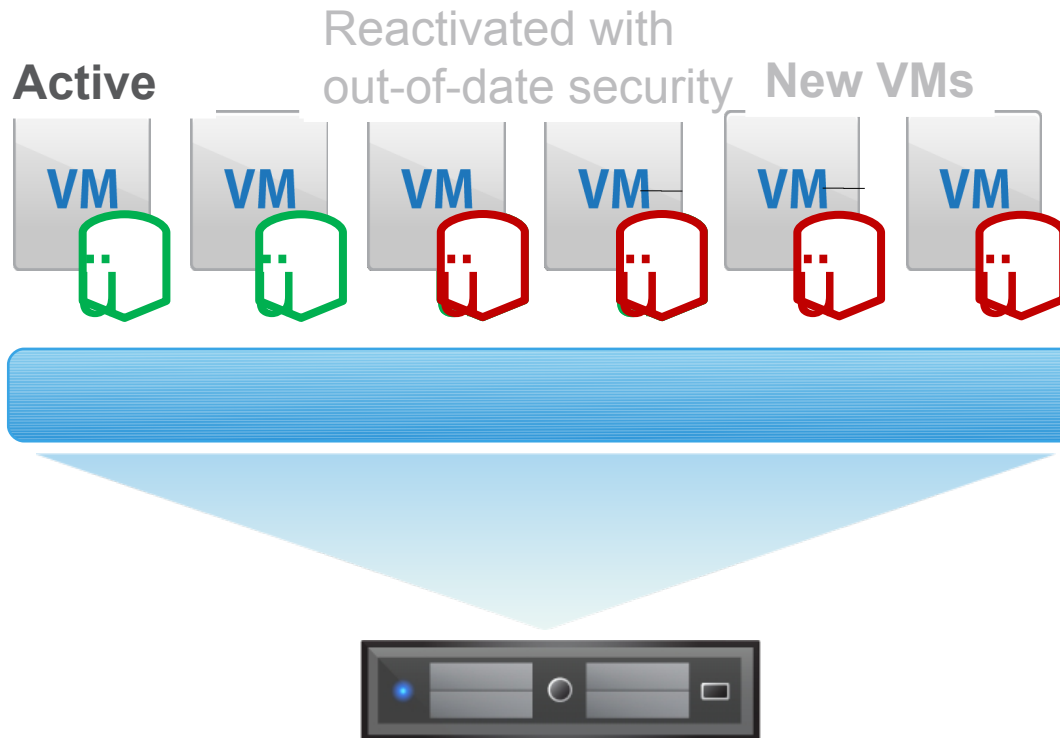 Reactivated with
out-of-date security
Active
New VMs
VM VM VM VM VM VM